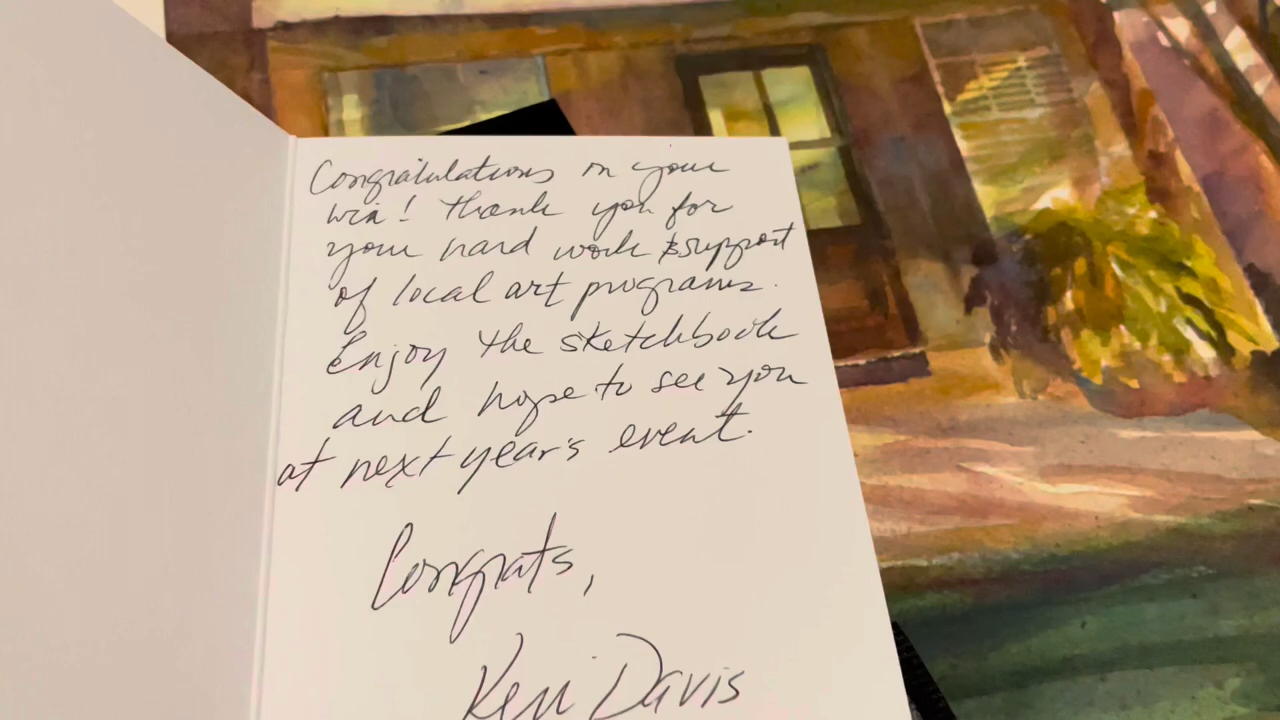 Congratulations on your
win! Thank you for
your hard work & support
of local art programs.
Enjoy the sketchbook
and hope to see you
at next year's event.
Congrats,
Ken Davis